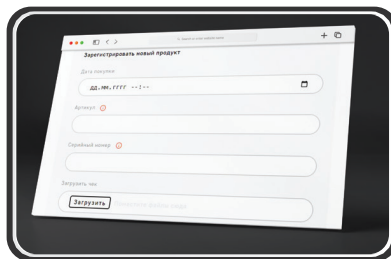 Зарегистрировать новый продукт
Дата покупки
ДД.ММ.ГГГГ --:--
Артикул
Серийный номер
Загрузить чек
Загрузить